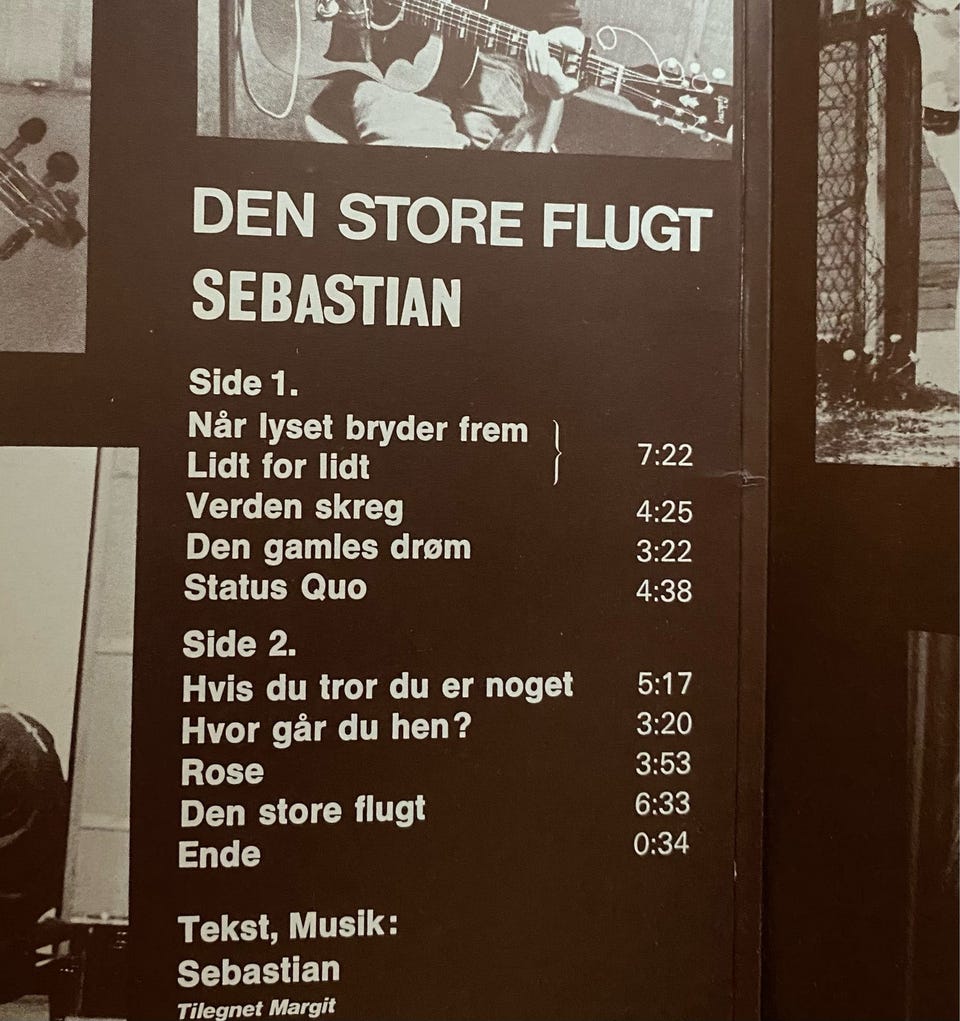 DEN STORE FLUGT
SEBASTIAN
Side 1.
Når lyset bryder frem
Lidt for lidt } 7:22
Verden skreg 4:25
Den gamles drøm 3:22
Status Quo 4:38
Side 2.
Hvis du tror du er noget 5:17
Hvor går du hen? 3:20
Rose 3:53
Den store flugt 6:33
Ende 0:34
Tekst, Musik:
Sebastian
Tilegnet Margit